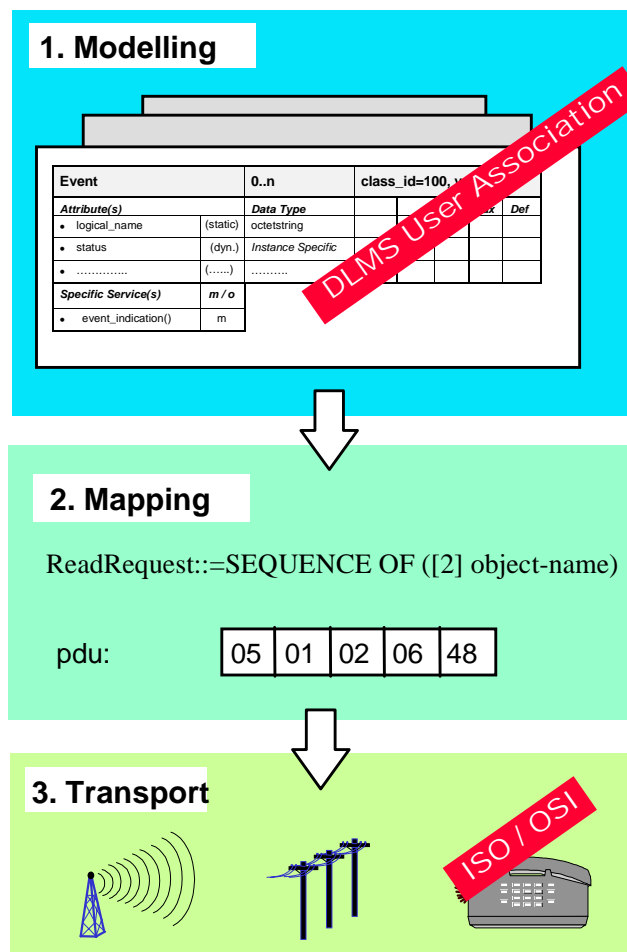 1. Modelling
Event 0..n class_id=100,
Attribute(s) Data Type Def
• logical_name (static) octetstring
• status (dyn.) Instance Specific
• .............. (......) ..........
Specific Service(s) m / o
• event_indication() m
DLMS User Association
2. Mapping
ReadRequest::=SEQUENCE OF ([2] object-name)
pdu: 05 01 02 06 48
3. Transport
ISO / OSI